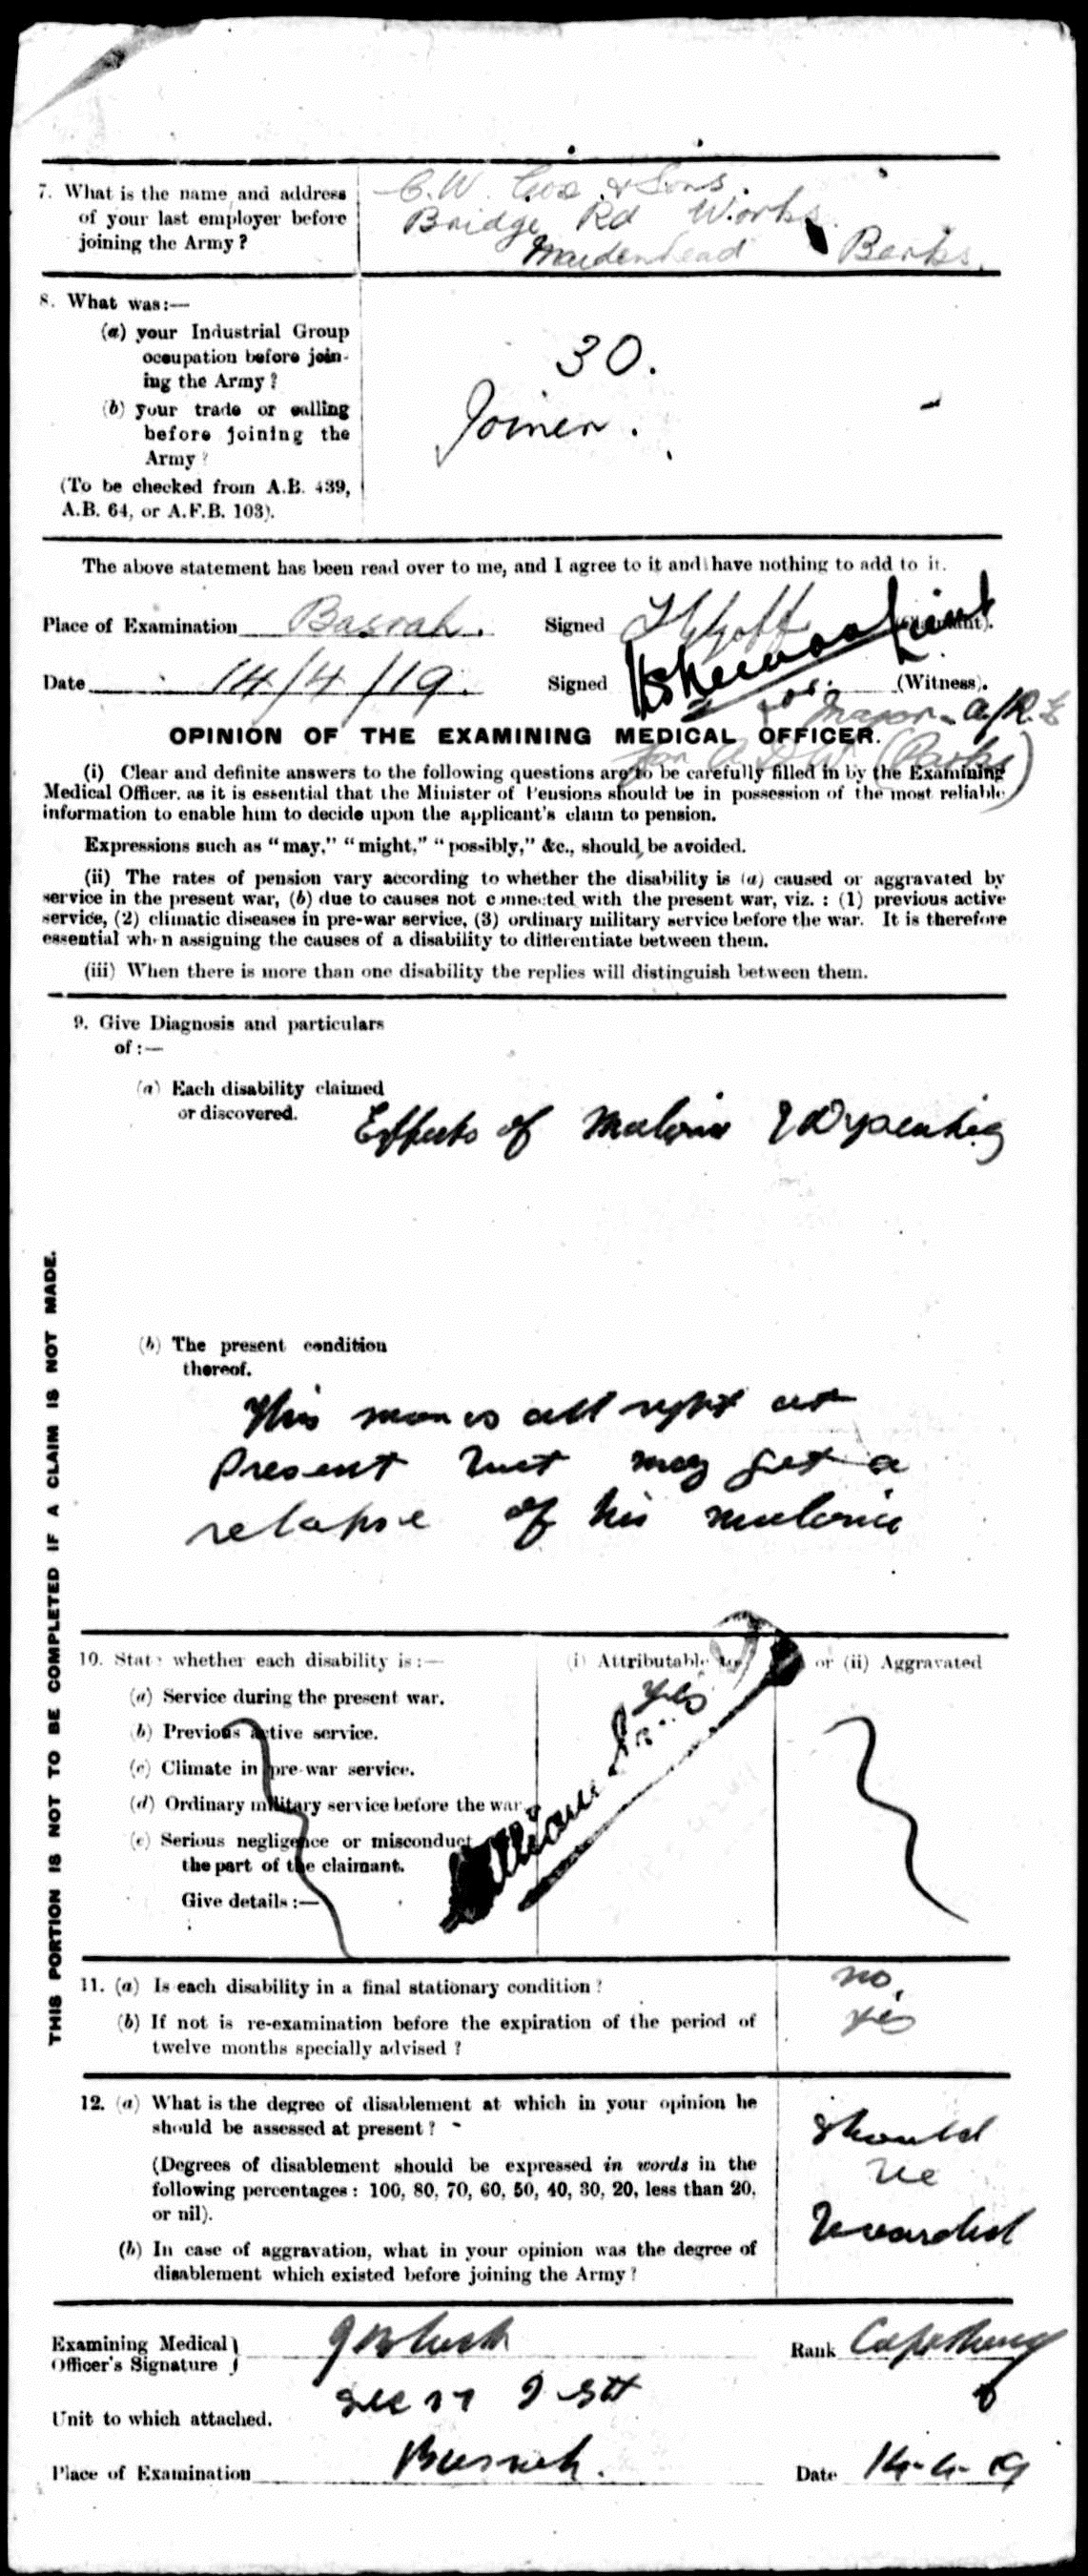 7. What is the name and address
of your last employer before
joining the Army?
C.W. Cox & Sons.
Bridge Rd Works.
Maidenhead Berks.
8. What was:—
(a) your Industrial Group
occupation before join-
ing the Army?
30.
(b) your trade or calling
before joining the
Army?
Joiner.
(To be checked from A.B. 439,
A.B. 64, or A.F.B. 103).
The above statement has been read over to me, and I agree to it and have nothing to add to it.
Place of Examination Basrah. Signed
Date 14/4/19. Signed (Witness).
Major
OPINION OF THE EXAMINING MEDICAL OFFICER.
(i) Clear and definite answers to the following questions are to be carefully filled in by the Examining
Medical Officer. as it is essential that the Minister of Pensions should be in possession of the most reliable
information to enable him to decide upon the applicant's claim to pension.
Expressions such as "may," "might," "possibly," &c., should be avoided.
(ii) The rates of pension vary according to whether the disability is (a) caused or aggravated by
service in the present war, (b) due to causes not connected with the present war, viz. : (1) previous active
service, (2) climatic diseases in pre-war service, (3) ordinary military service before the war. It is therefore
essential when assigning the causes of a disability to differentiate between them.
(iii) When there is more than one disability the replies will distinguish between them.
9. Give Diagnosis and particulars
of :—
(a) Each disability claimed
or discovered.
Effects of Malaria &
(b) The present condition
thereof.
This man is all right at
Present but may get a
relapse of his malaria
THIS PORTION IS NOT TO BE COMPLETED IF A CLAIM IS NOT MADE.
10. State whether each disability is :—
(i) Attributable to or (ii) Aggravated
(a) Service during the present war.
yes
(b) Previous active service.
(c) Climate in pre-war service.
(d) Ordinary military service before the war.
(e) Serious negligence or misconduct
the part of the claimant.
Give details :—
11. (a) Is each disability in a final stationary condition?
no
(b) If not is re-examination before the expiration of the period of
twelve months specially advised ?
yes
12. (a) What is the degree of disablement at which in your opinion he
should be assessed at present?
(Degrees of disablement should be expressed in words in the
following percentages : 100, 80, 70, 60, 50, 40, 30, 20, less than 20,
or nil).
should
be
boarded
(b) In case of aggravation, what in your opinion was the degree of
disablement which existed before joining the Army?
Examining Medical
Officer's Signature
Rank
Unit to which attached.
Place of Examination Busrah. Date 14-4-19